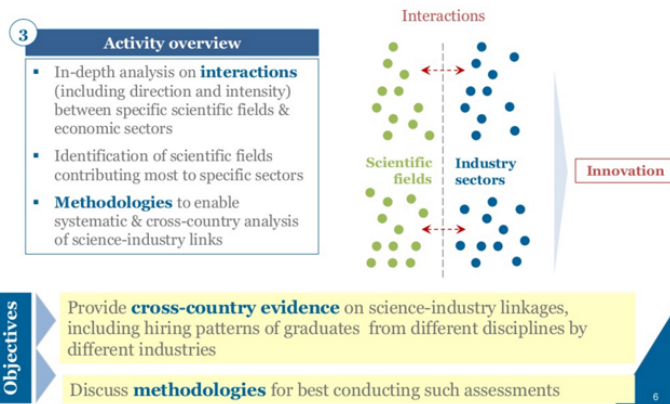 Interactions
3
Activity overview
▪ In-depth analysis on interactions
(including direction and intensity)
between specific scientific fields &
economic sectors
▪ Identification of scientific fields
contributing most to specific sectors
▪ Methodologies to enable
systematic & cross-country analysis
of science-industry links
Scientific
fields
Industry
sectors
Innovation
Objectives
Provide cross-country evidence on science-industry linkages,
including hiring patterns of graduates from different disciplines by
different industries
Discuss methodologies for best conducting such assessments
6